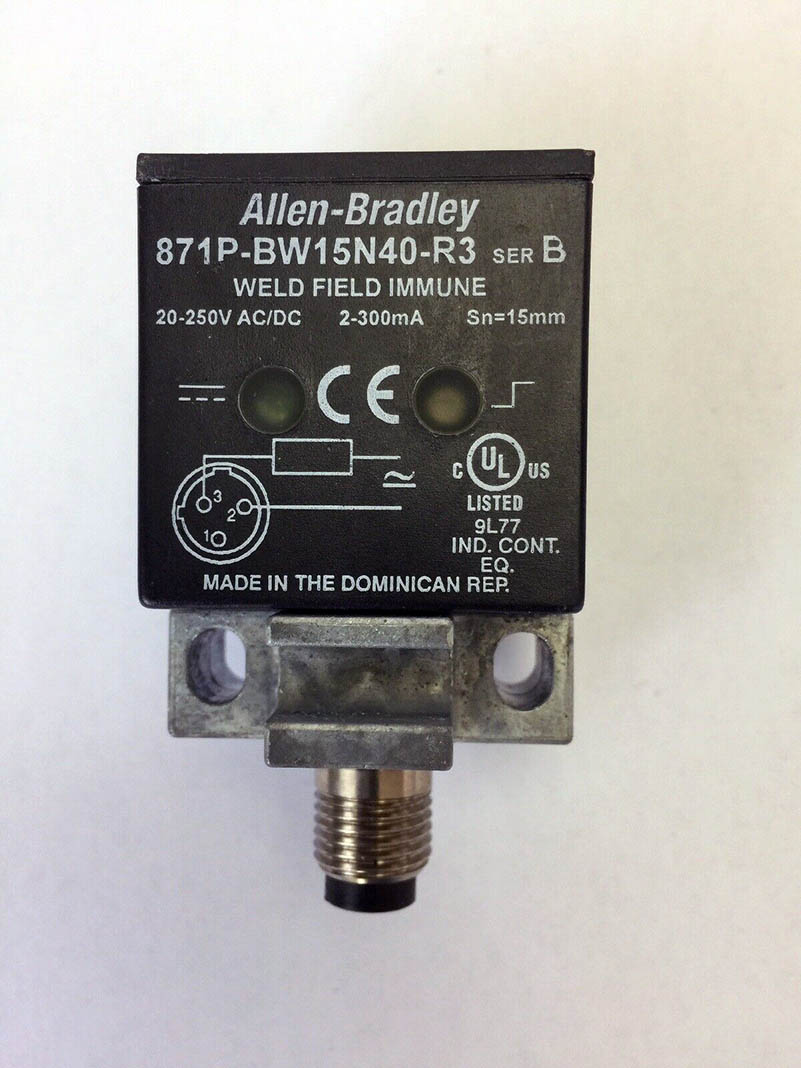 Allen-Bradley
871P-BW15N40-R3 SER B
WELD FIELD IMMUNE
20-250V AC/DC 2-300mA Sn=15mm
CE
3
2
1
C UL US
LISTED
9L77
IND. CONT.
EQ.
MADE IN THE DOMINICAN REP.